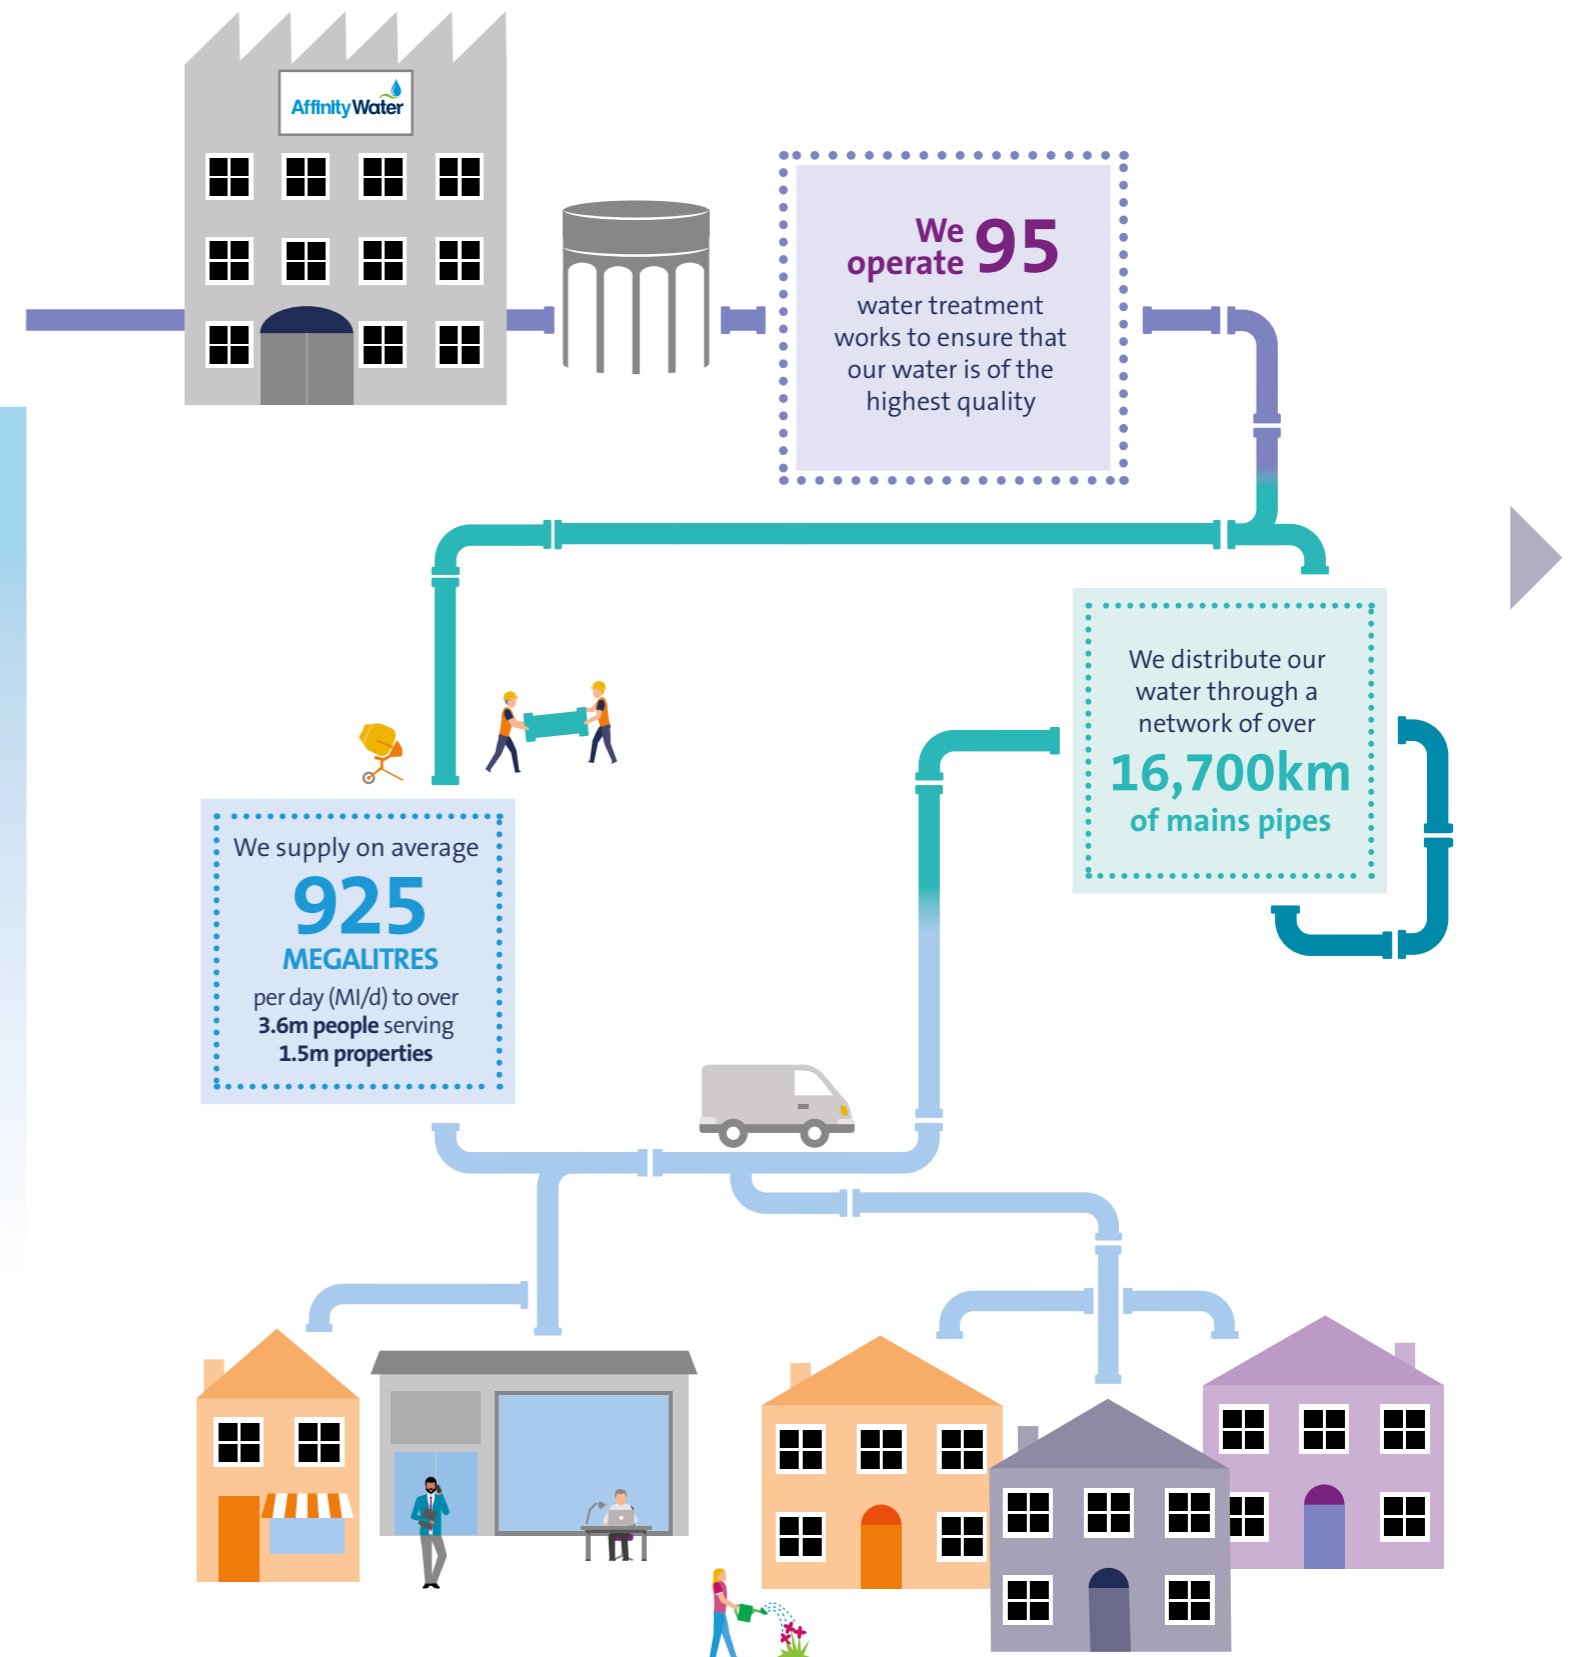 AffinityWater
We
operate 95
water treatment
works to ensure that
our water is of the
highest quality
We distribute our
water through a
network of over
16,700km
of mains pipes
We supply on average
925
MEGALITRES
per day (MI/d) to over
3.6m people serving
1.5m properties